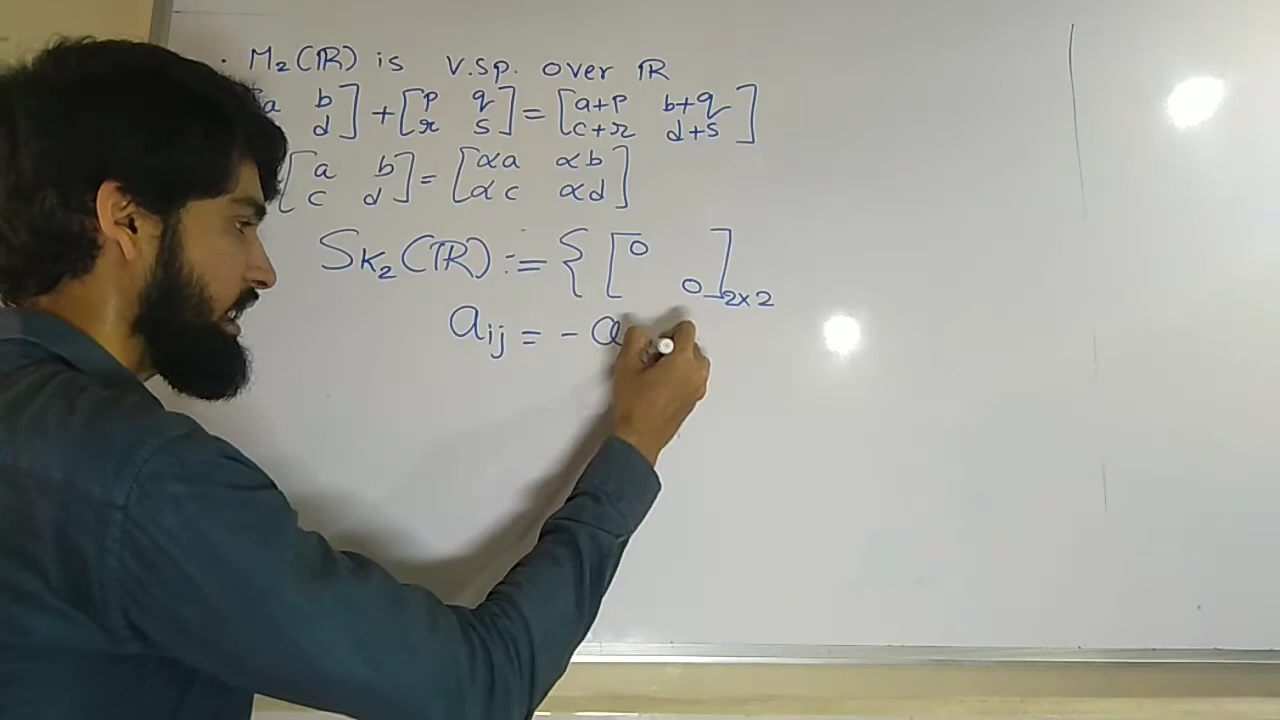 · M₂(ℝ) is V.sp. over ℝ
a b d ] + [ p q r s ] = [ a+p b+q c+r d+s ]
[ a b c d ] = [ αa αb αc αd ]
Sk₂(ℝ) := { [ 0 0 ]₂ₓ₂
aᵢⱼ = - a